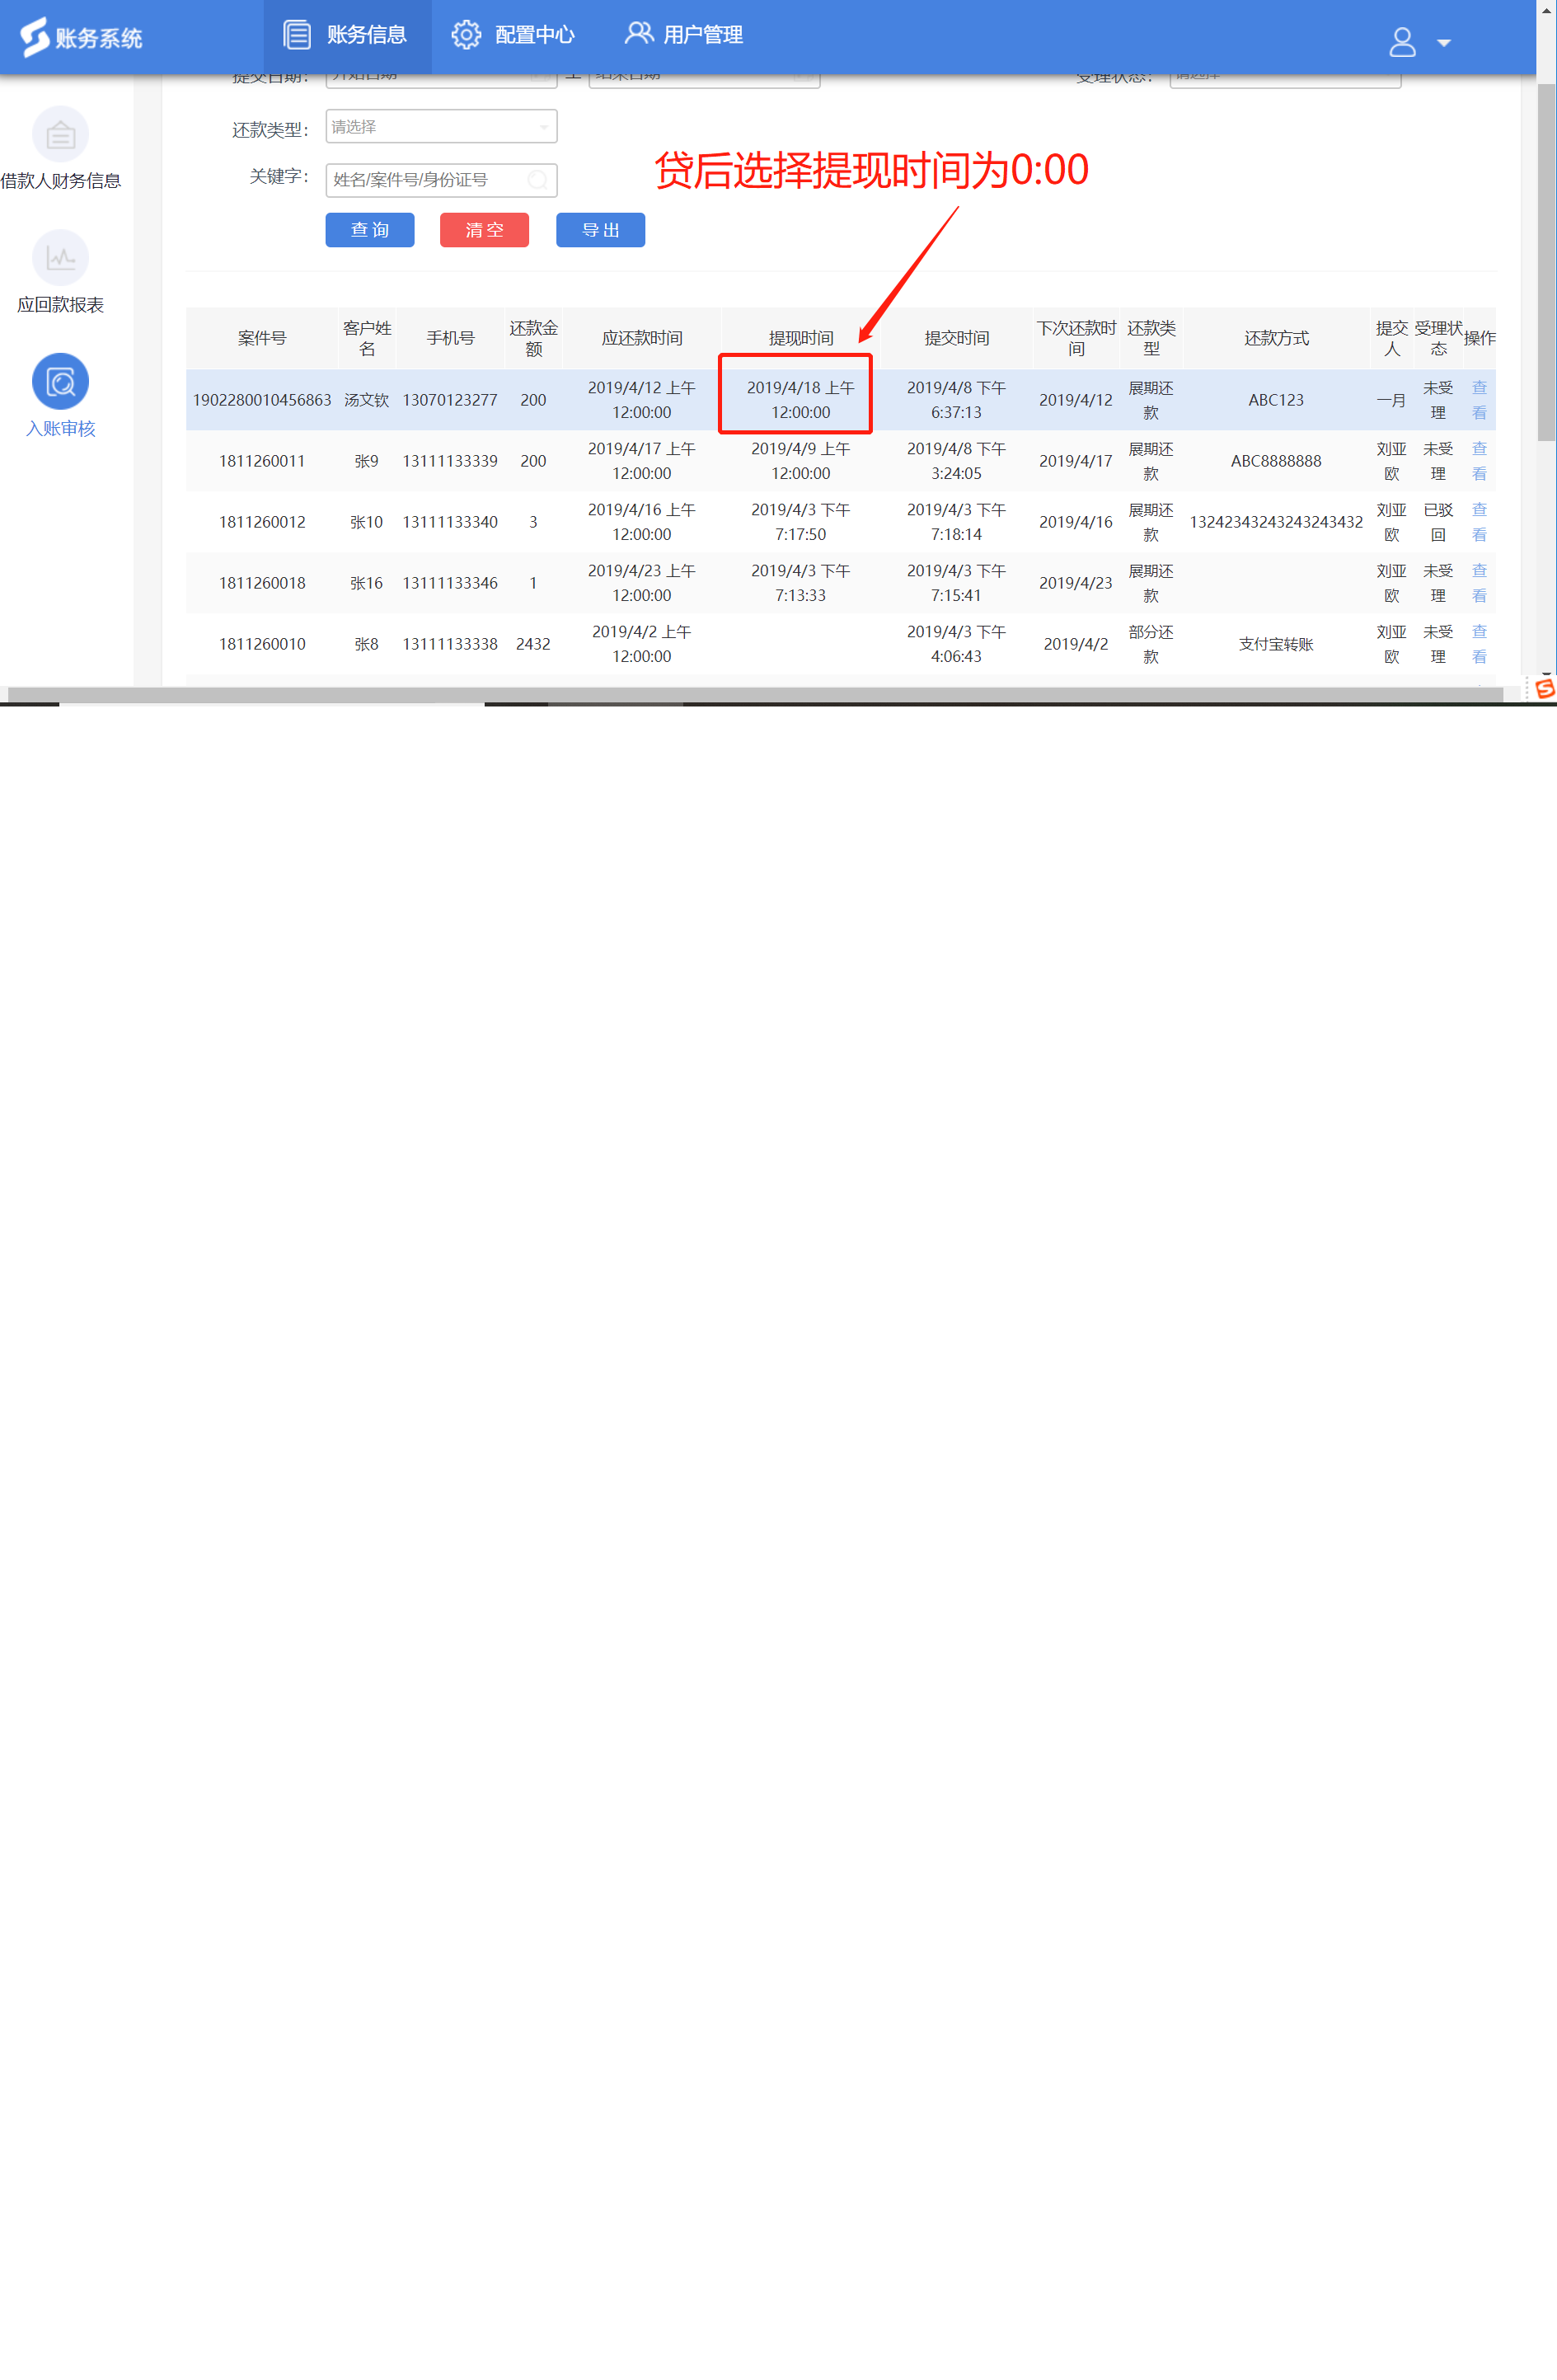 账务系统
账务信息
配置中心
用户管理
提交日期：
开始日期
至
结束日期
受理状态：
请选择
还款类型：
请选择
关键字：
姓名/案件号/身份证号
查 询
清 空
导 出
贷后选择提现时间为0:00
借款人财务信息
应回款报表
入账审核
案件号 客户姓名 手机号 还款金额 应还款时间 提现时间 提交时间 下次还款时间 还款类型 还款方式 提交人 受理状态 操作
1902280010456863 汤文钦 13070123277 200 2019/4/12 上午 12:00:00 2019/4/18 上午 12:00:00 2019/4/8 下午 6:37:13 2019/4/12 展期还款 ABC123 一月 未受理 查看
1811260011 张9 13111133339 200 2019/4/17 上午 12:00:00 2019/4/9 上午 12:00:00 2019/4/8 下午 3:24:05 2019/4/17 展期还款 ABC8888888 刘亚欧 未受理 查看
1811260012 张10 13111133340 3 2019/4/16 上午 12:00:00 2019/4/3 下午 7:17:50 2019/4/3 下午 7:18:14 2019/4/16 展期还款 13242343243243243432 刘亚欧 已驳回 查看
1811260018 张16 13111133346 1 2019/4/23 上午 12:00:00 2019/4/3 下午 7:13:33 2019/4/3 下午 7:15:41 2019/4/23 展期还款 刘亚欧 未受理 查看
1811260010 张8 13111133338 2432 2019/4/2 上午 12:00:00 2019/4/3 下午 4:06:43 2019/4/2 部分还款 支付宝转账 刘亚欧 未受理 查看